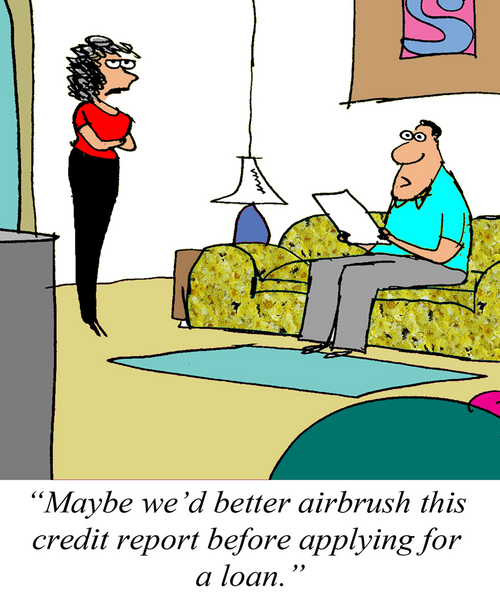 “Maybe we’d better airbrush this
credit report before applying for
a loan.”